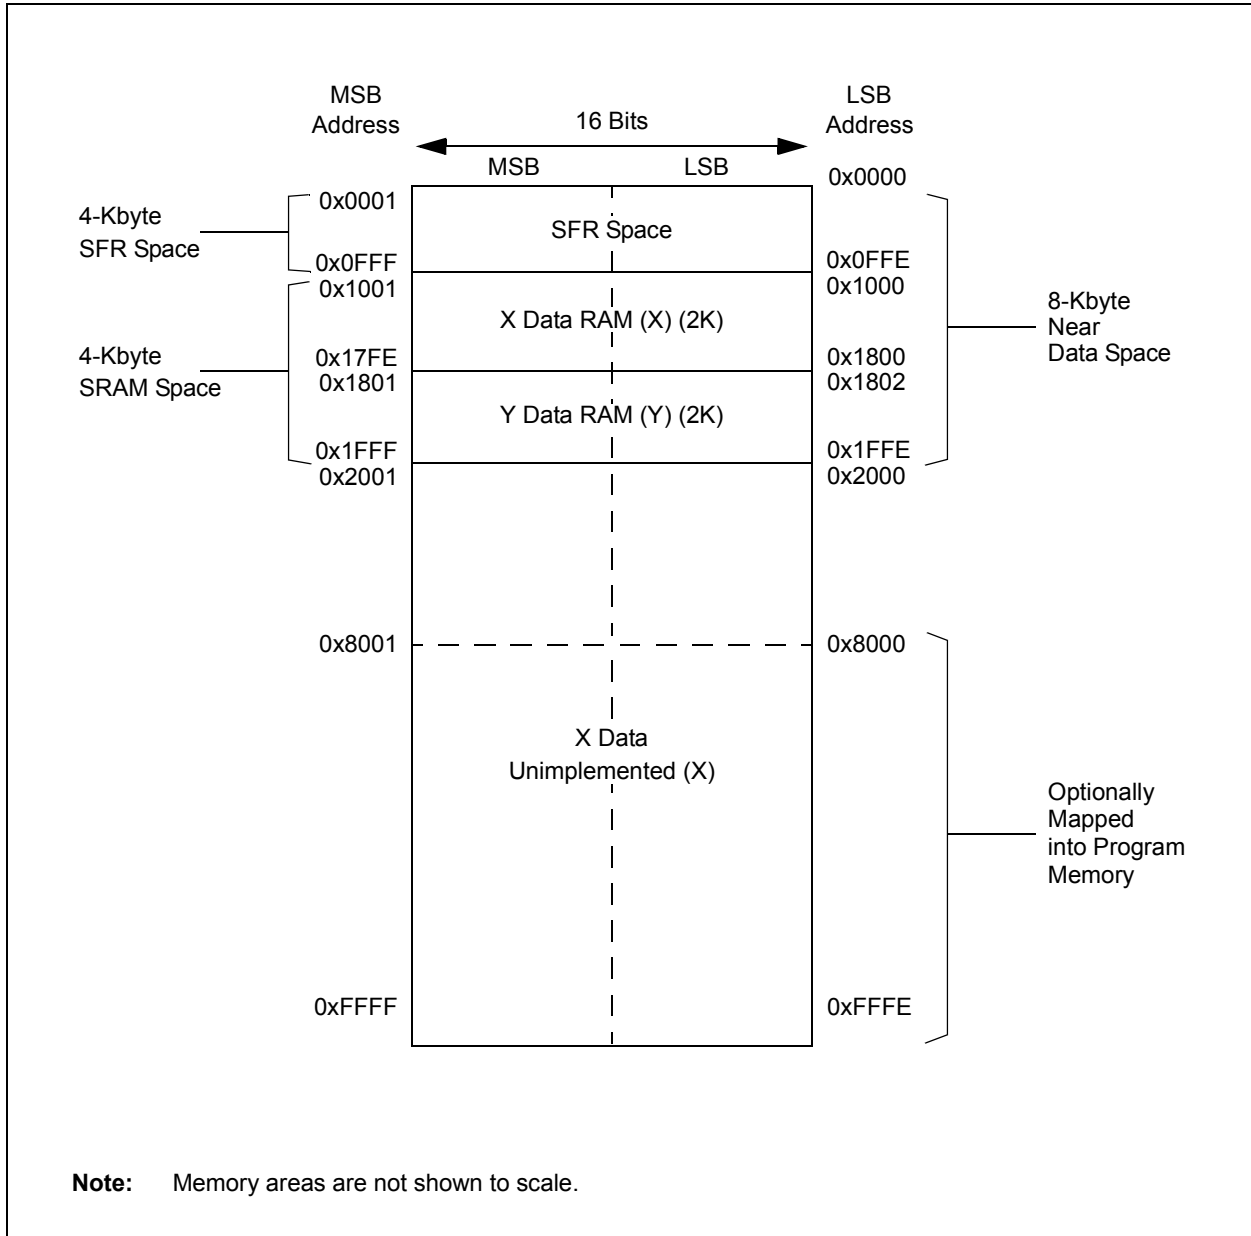 MSB
Address
LSB
Address
16 Bits
MSB
LSB
0x0000
0x0001
4-Kbyte
SFR Space
SFR Space
0x0FFF
0x0FFE
0x1001
0x1000
X Data RAM (X) (2K)
8-Kbyte
Near
Data Space
4-Kbyte
SRAM Space
0x17FE
0x1800
0x1801
0x1802
Y Data RAM (Y) (2K)
0x1FFF
0x1FFE
0x2001
0x2000
0x8001
0x8000
X Data
Unimplemented (X)
Optionally
Mapped
into Program
Memory
0xFFFF
0xFFFE
Note: Memory areas are not shown to scale.